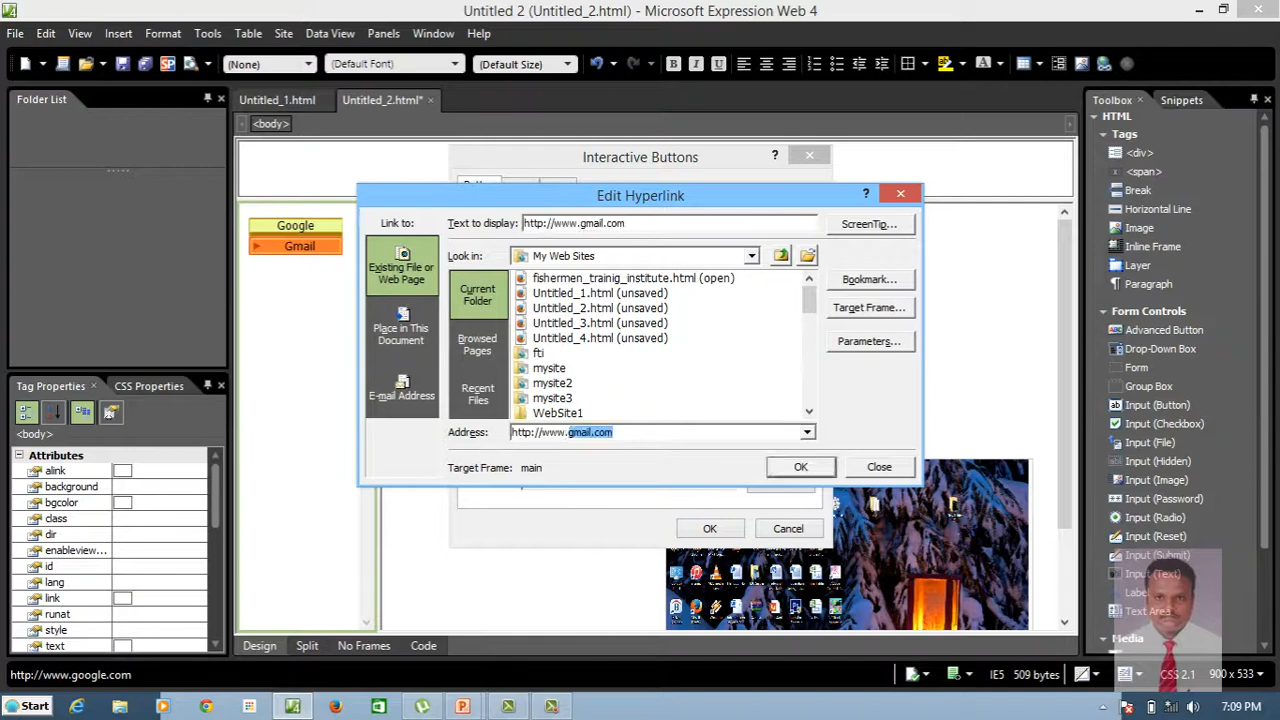 Untitled 2 (Untitled_2.html) - Microsoft Expression Web 4
File Edit View Insert Format Tools Table Site Data View Panels Window Help
(None) (Default Font) (Default Size) B I U A
Folder List
Untitled_1.html Untitled_2.html*
<body>
Toolbox Snippets
HTML
Tags
<div>
<span>
Break
Horizontal Line
Image
Inline Frame
Layer
Paragraph
Form Controls
Advanced Button
Drop-Down Box
Form
Group Box
Input (Button)
Input (Checkbox)
Input (File)
Input (Hidden)
Input (Image)
Input (Password)
Input (Radio)
Input (Reset)
Input (Submit)
Input (Text)
Label
Text Area
Media
Interactive Buttons ?
Google
Gmail
Edit Hyperlink ?
Link to:
Existing File or
Web Page
Place in This
Document
E-mail Address
Text to display: http://www.gmail.com
ScreenTip...
Look in: My Web Sites
Current
Folder
Browsed
Pages
Recent
Files
fishermen_trainig_institute.html (open)
Untitled_1.html (unsaved)
Untitled_2.html (unsaved)
Untitled_3.html (unsaved)
Untitled_4.html (unsaved)
fti
mysite
mysite2
mysite3
WebSite1
Bookmark...
Target Frame...
Parameters...
Address: http://www.gmail.com
Target Frame: main
OK Close
OK Cancel
Tag Properties CSS Properties
<body>
Attributes
alink
background
bgcolor
class
dir
enableview...
id
lang
link
runat
style
text
Design Split No Frames Code
http://www.google.com
IE5 509 bytes CSS 2.1 900 x 533
Start
7:09 PM